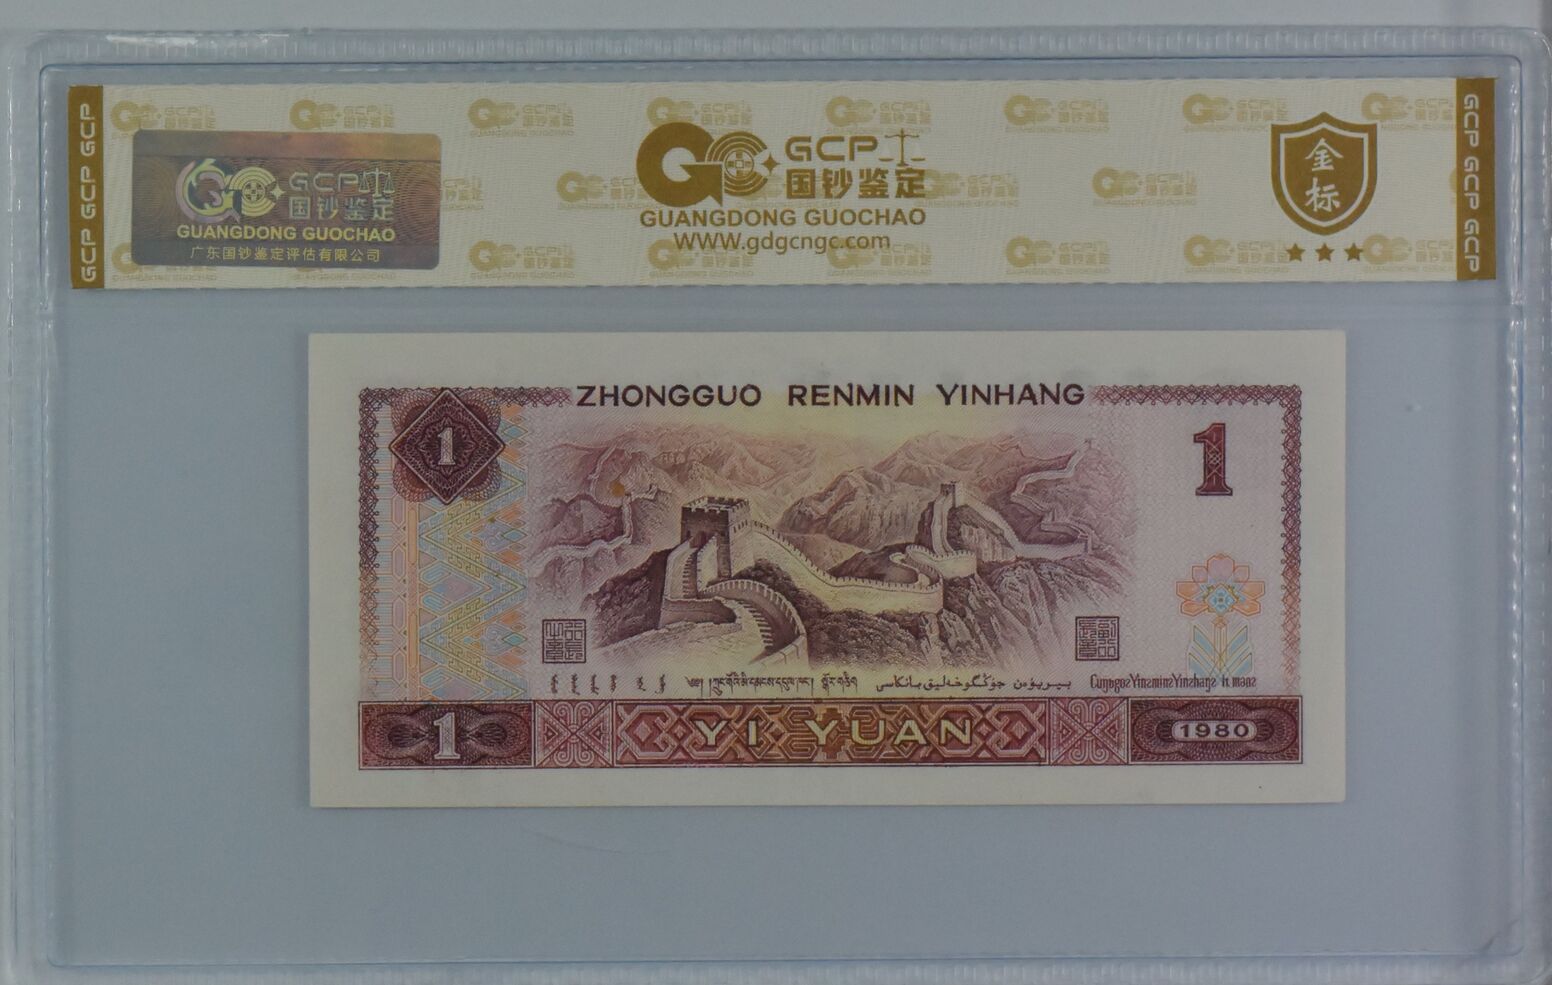 GCP GCP GCP
GCP
国钞鉴定
GUANGDONG GUOCHAO
广东国钞鉴定评估有限公司
GCP
国钞鉴定
GUANGDONG GUOCHAO
WWW.gdgcngc.com
金标
GCP GCP GCP
ZHONGGUO RENMIN YINHANG
1
1
1
YI YUAN
1980